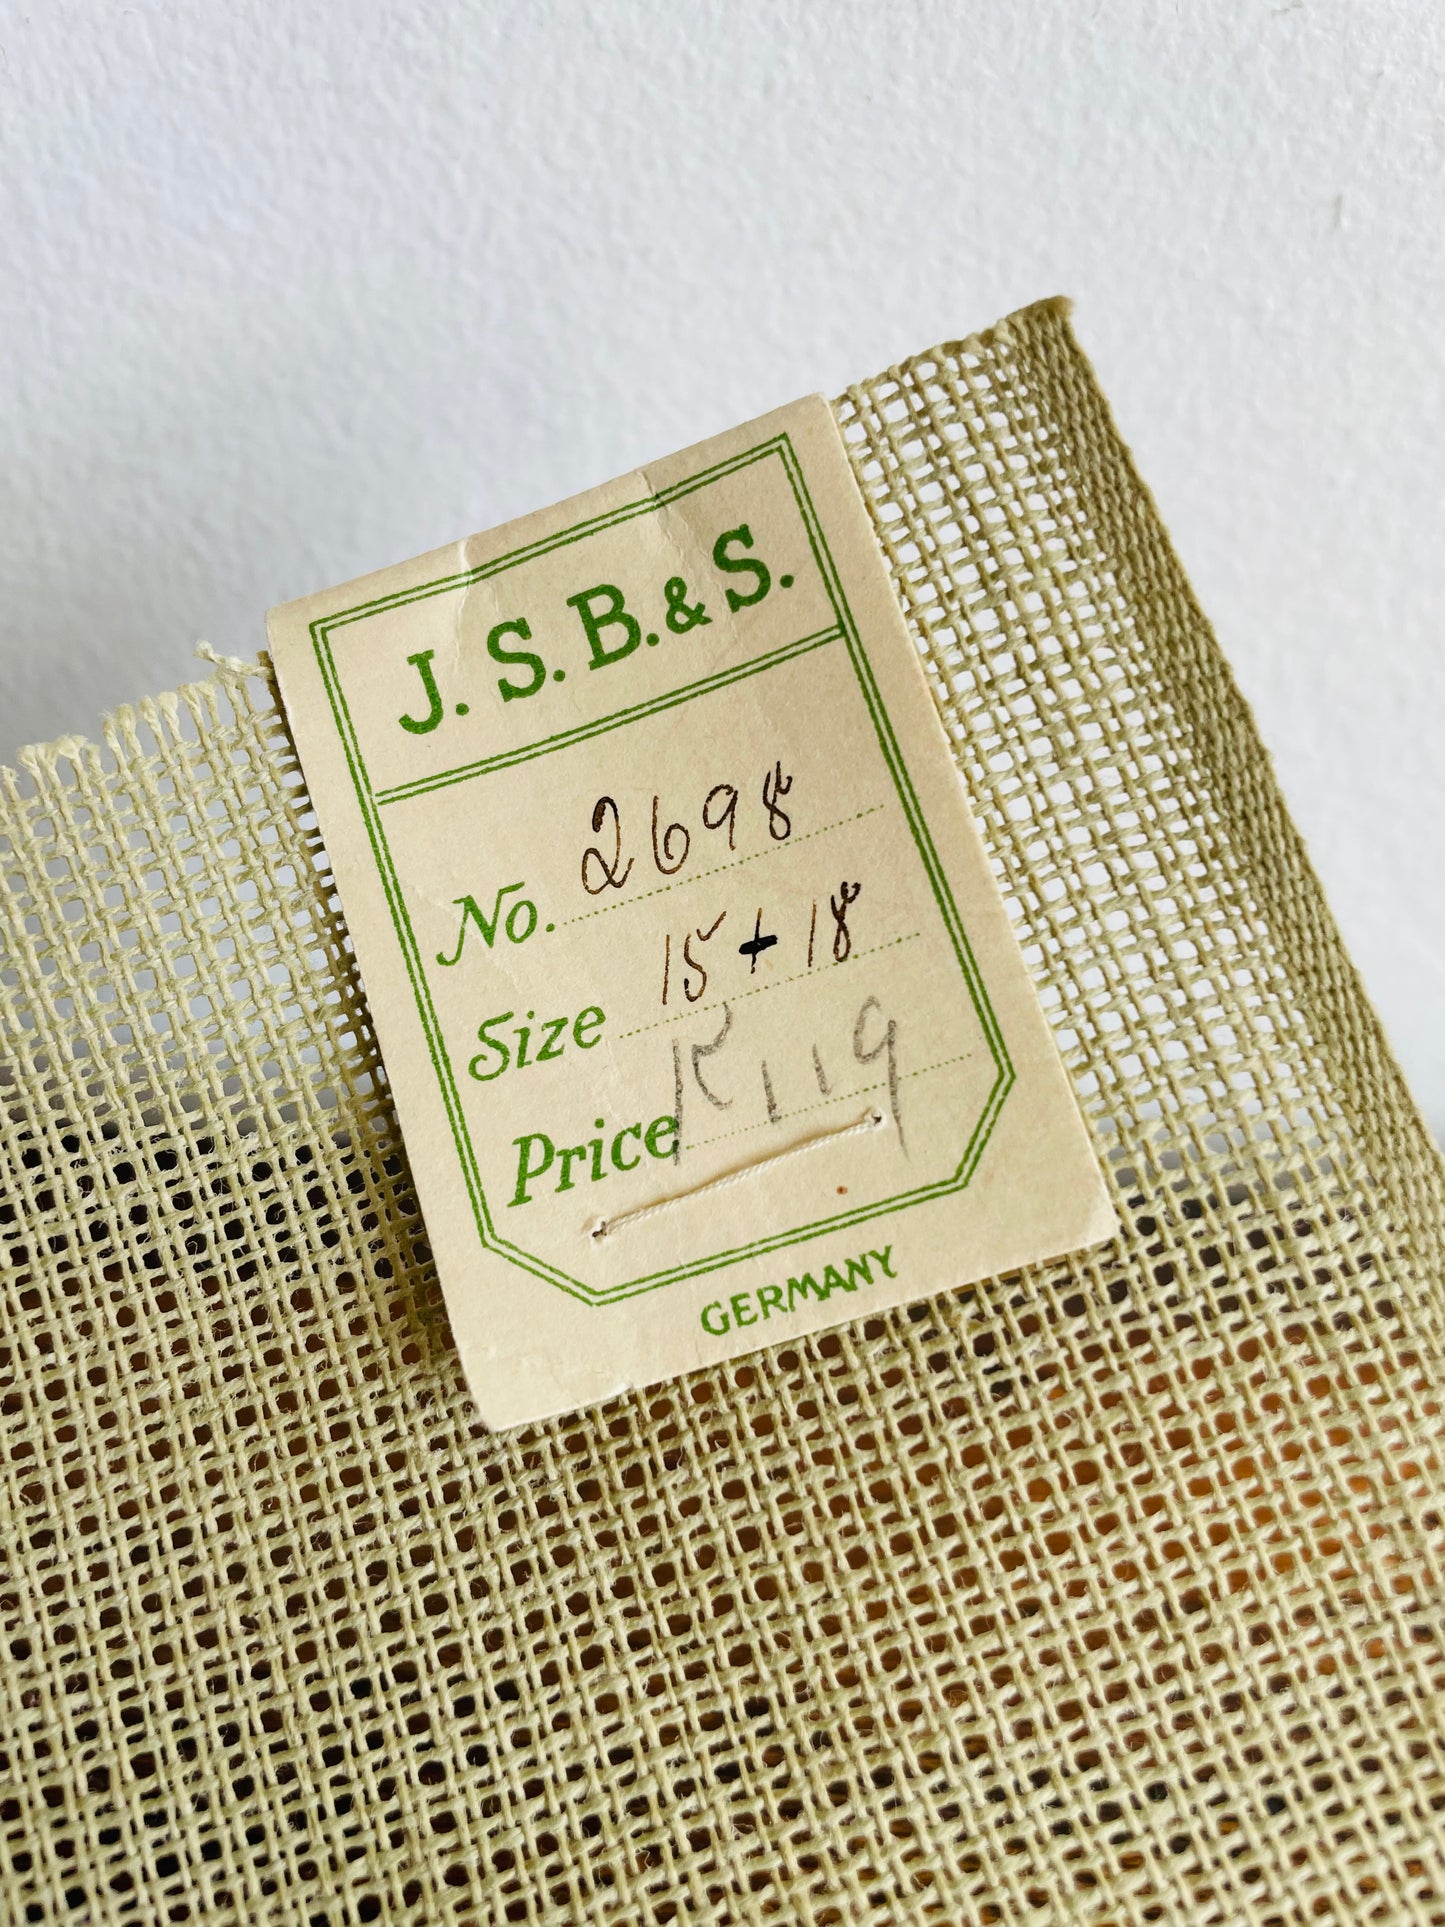 J. S. B. & S.
No. 2698
Size 15 + 18
Price
GERMANY